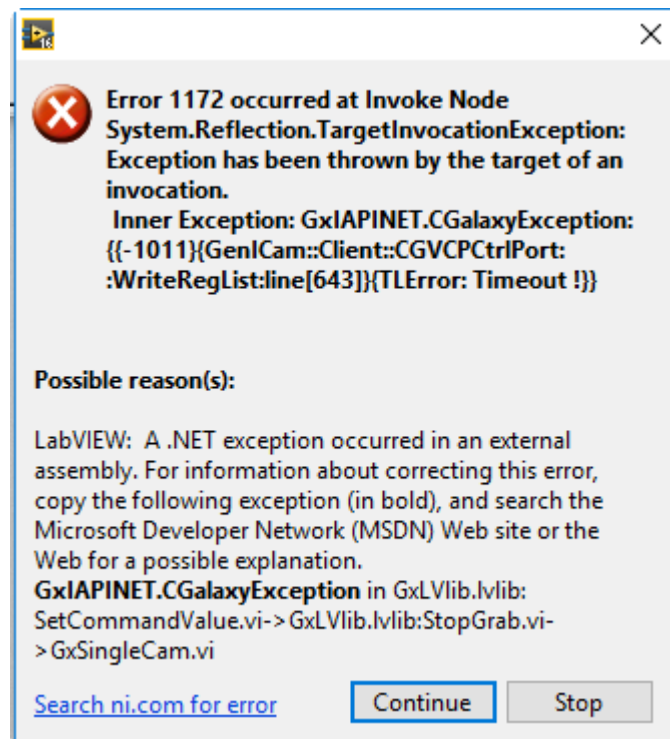 16
Error 1172 occurred at Invoke Node
System.Reflection.TargetInvocationException:
Exception has been thrown by the target of an
invocation.
Inner Exception: GxIAPINET.CGalaxyException:
{{-1011}{GenICam::Client::CGVCPCtrlPort:
:WriteRegList:line[643]}{TLError: Timeout !}}
Possible reason(s):
LabVIEW:  A .NET exception occurred in an external
assembly. For information about correcting this error,
copy the following exception (in bold), and search the
Microsoft Developer Network (MSDN) Web site or the
Web for a possible explanation.
GxIAPINET.CGalaxyException in GxLVlib.lvlib:
SetCommandValue.vi->GxLVlib.lvlib:StopGrab.vi-
>GxSingleCam.vi
Search ni.com for error
Continue
Stop